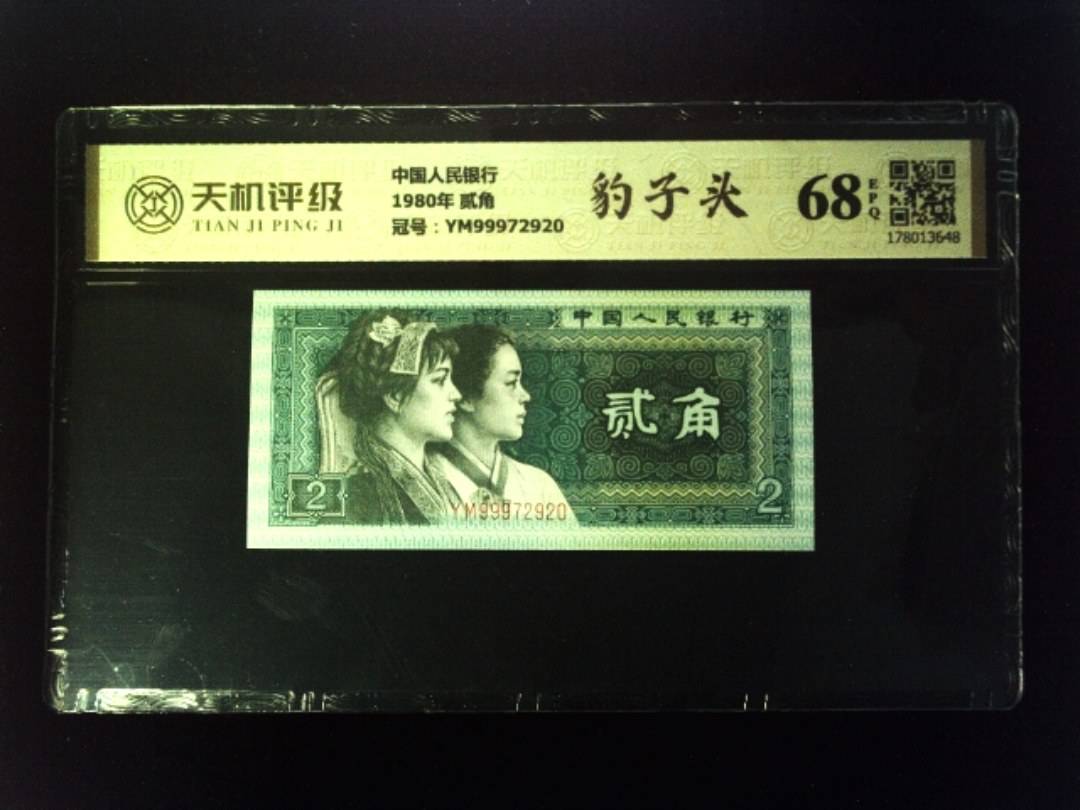 天机评级
TIAN JI PING JI
中国人民银行
1980年 贰角
冠号：YM99972920
豹子头
68
EPQ
178013648
中国人民银行
贰角
2
YM99972920
2